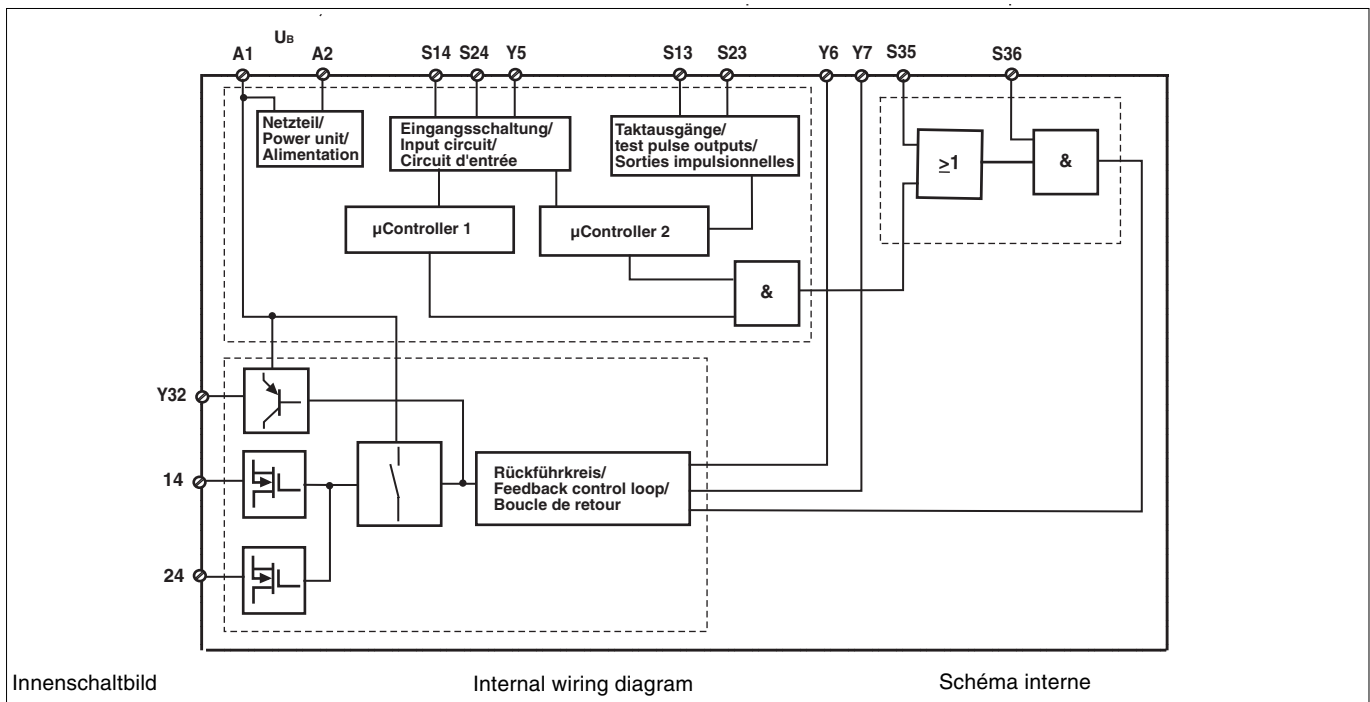 UB
A1 A2 S14 S24 Y5 S13 S23 Y6 Y7 S35 S36
Netzteil/
Power unit/
Alimentation
Eingangsschaltung/
Input circuit/
Circuit d'entrée
Taktausgänge/
test pulse outputs/
Sorties impulsionnelles
≥1
&
µController 1
µController 2
&
Y32
14
24
Rückführkreis/
Feedback control loop/
Boucle de retour
Innenschaltbild Internal wiring diagram Schéma interne